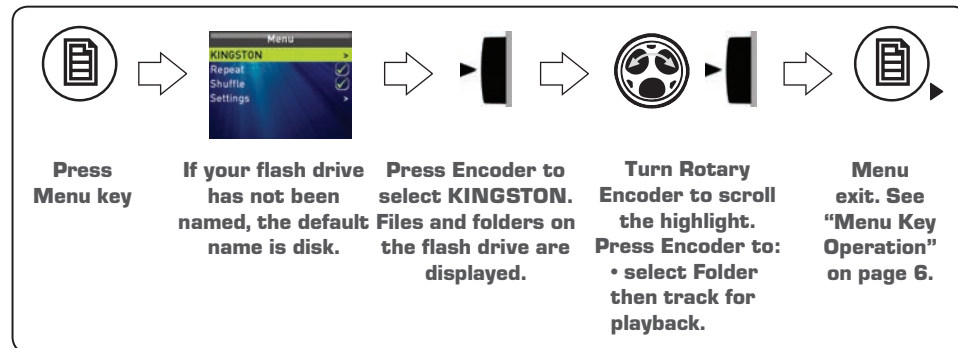 Menu
KINGSTON >
Repeat
Shuffle
Settings >
Press
Menu key
If your flash drive
has not been
named, the default
name is disk.
Press Encoder to
select KINGSTON.
Files and folders on
the flash drive are
displayed.
Turn Rotary
Encoder to scroll
the highlight.
Press Encoder to:
• select Folder
then track for
playback.
Menu
exit. See
“Menu Key
Operation”
on page 6.